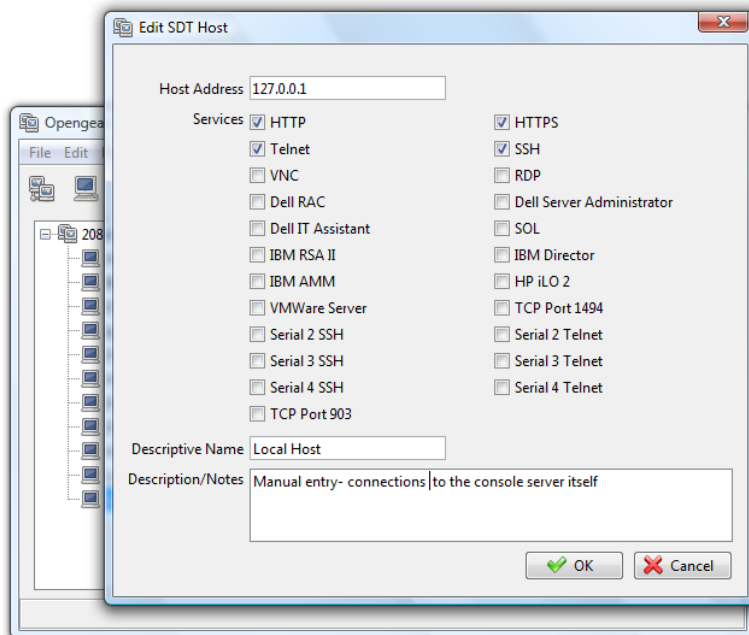 Edit SDT Host
Host Address 127.0.0.1
Services HTTP HTTPS
Telnet SSH
VNC RDP
Dell RAC Dell Server Administrator
Dell IT Assistant SOL
IBM RSA II IBM Director
IBM AMM HP iLO 2
VMWare Server TCP Port 1494
Serial 2 SSH Serial 2 Telnet
Serial 3 SSH Serial 3 Telnet
Serial 4 SSH Serial 4 Telnet
TCP Port 903
Descriptive Name Local Host
Description/Notes Manual entry- connections to the console server itself
OK Cancel
File Edit
208